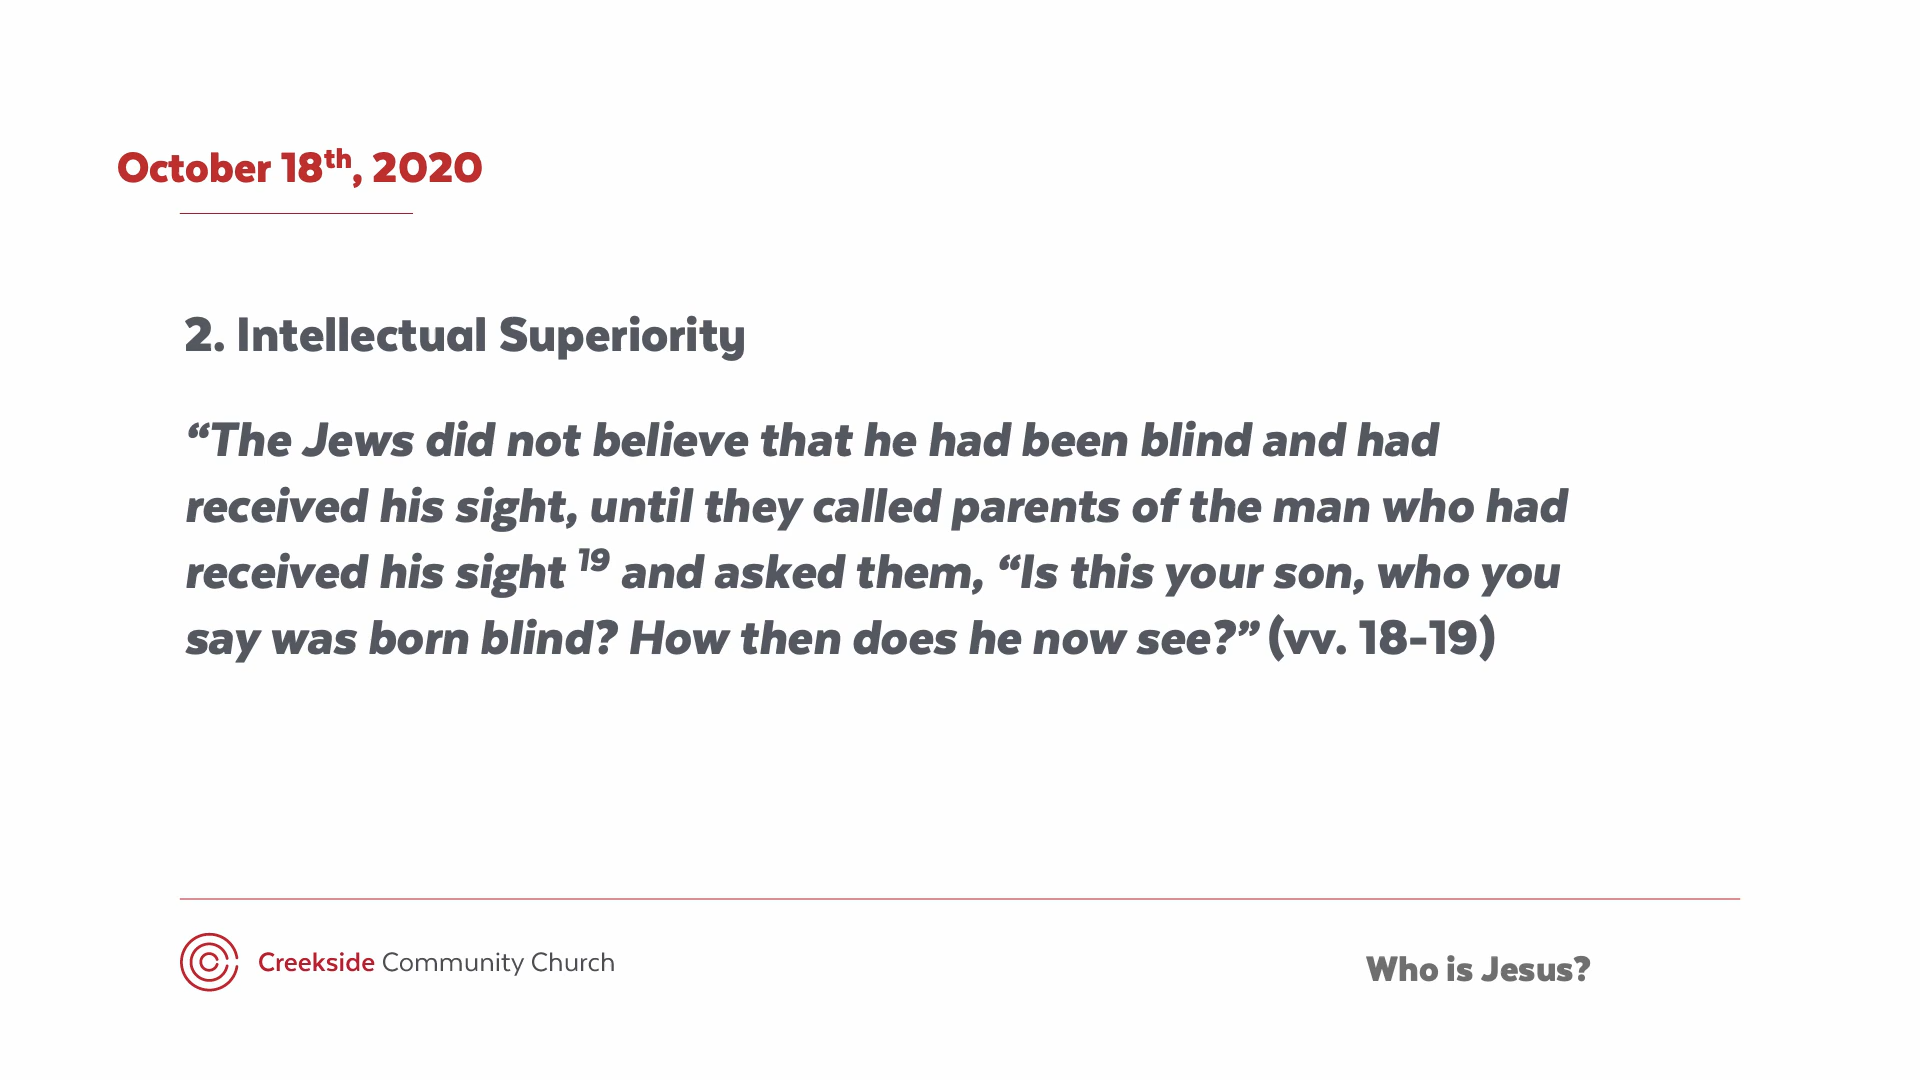 October 18th, 2020
2. Intellectual Superiority
“The Jews did not believe that he had been blind and had
received his sight, until they called parents of the man who had
received his sight 19 and asked them, “Is this your son, who you
say was born blind? How then does he now see?” (vv. 18-19)
Creekside Community Church
Who is Jesus?